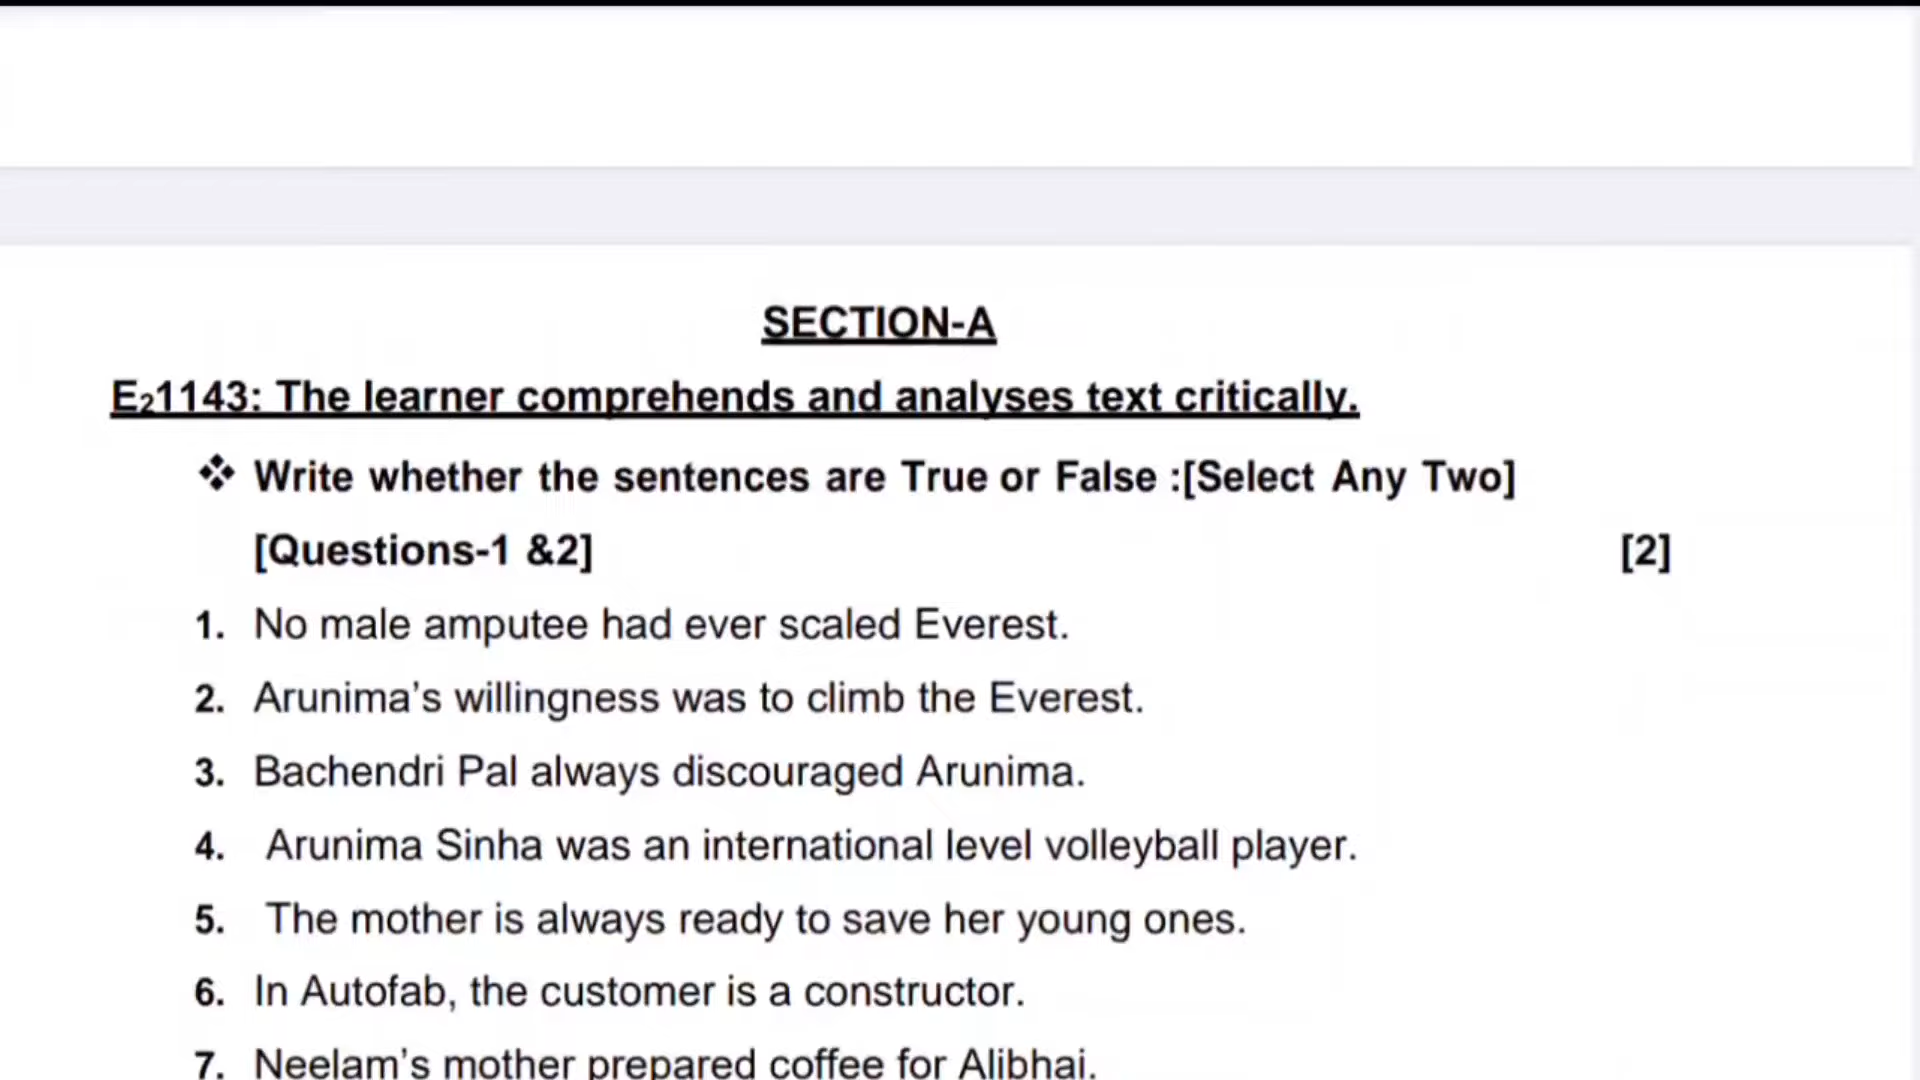 SECTION-A
E₂1143: The learner comprehends and analyses text critically.
❖ Write whether the sentences are True or False :[Select Any Two]
[Questions-1 &2] [2]
1. No male amputee had ever scaled Everest.
2. Arunima’s willingness was to climb the Everest.
3. Bachendri Pal always discouraged Arunima.
4. Arunima Sinha was an international level volleyball player.
5. The mother is always ready to save her young ones.
6. In Autofab, the customer is a constructor.
7. Neelam’s mother prepared coffee for Alibhai.